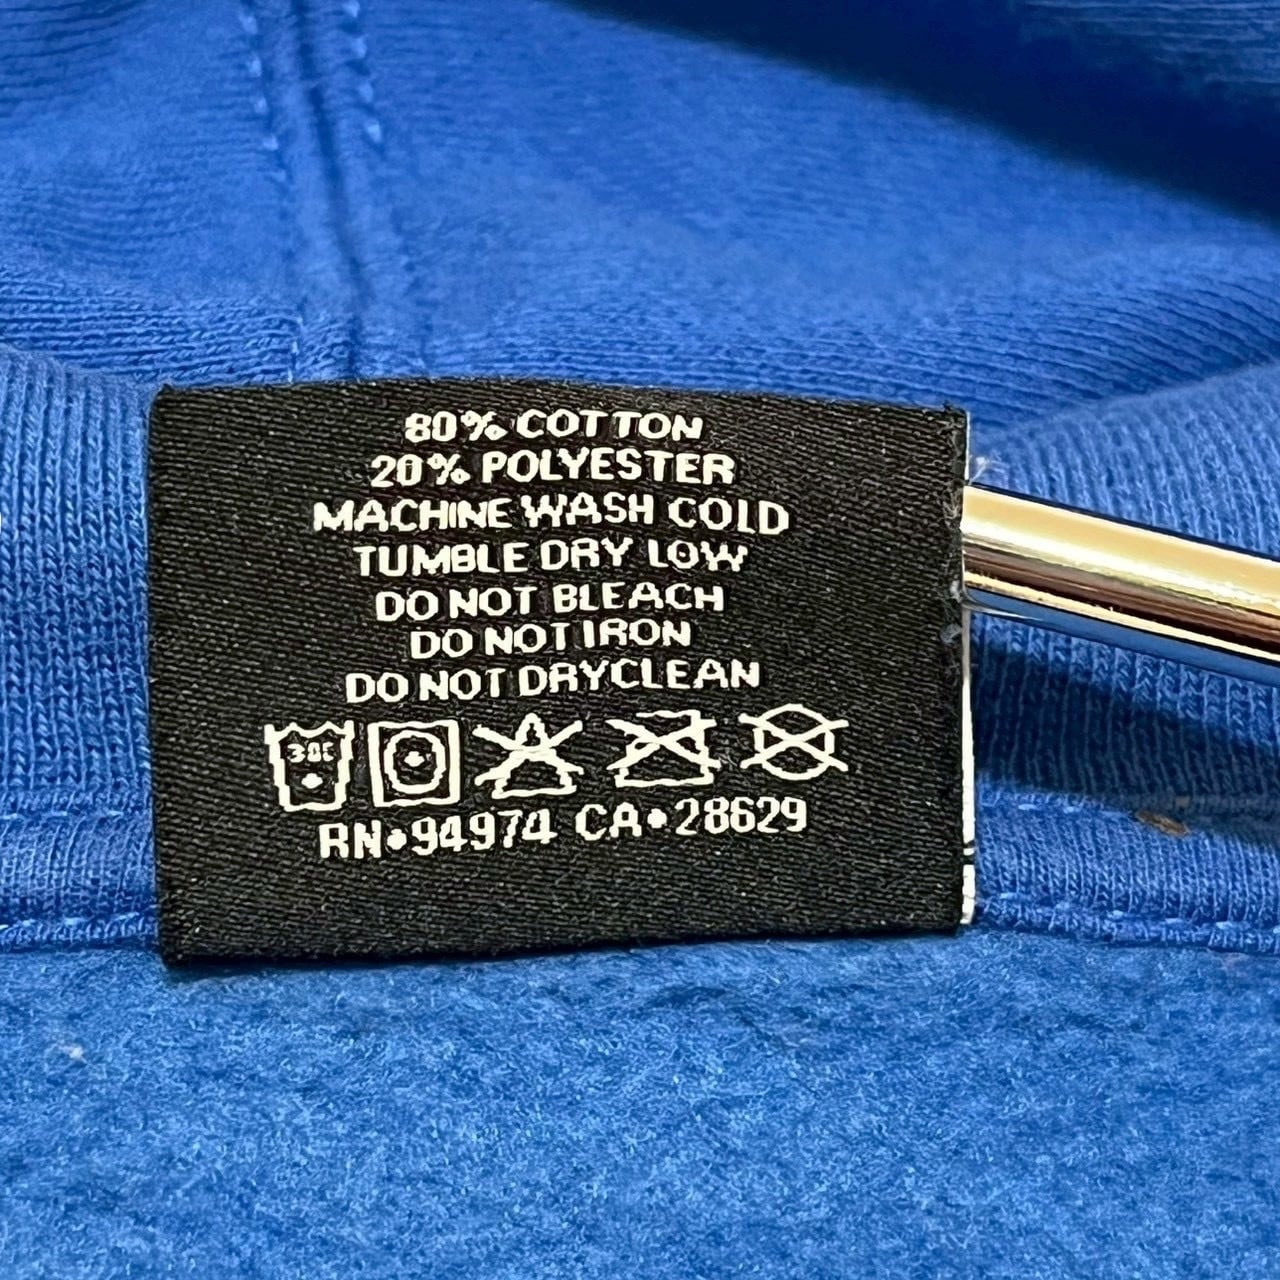 80% COTTON
20% POLYESTER
MACHINE WASH COLD
TUMBLE DRY LOW
DO NOT BLEACH
DO NOT IRON
DO NOT DRYCLEAN
30C
RN•94974 CA•28629